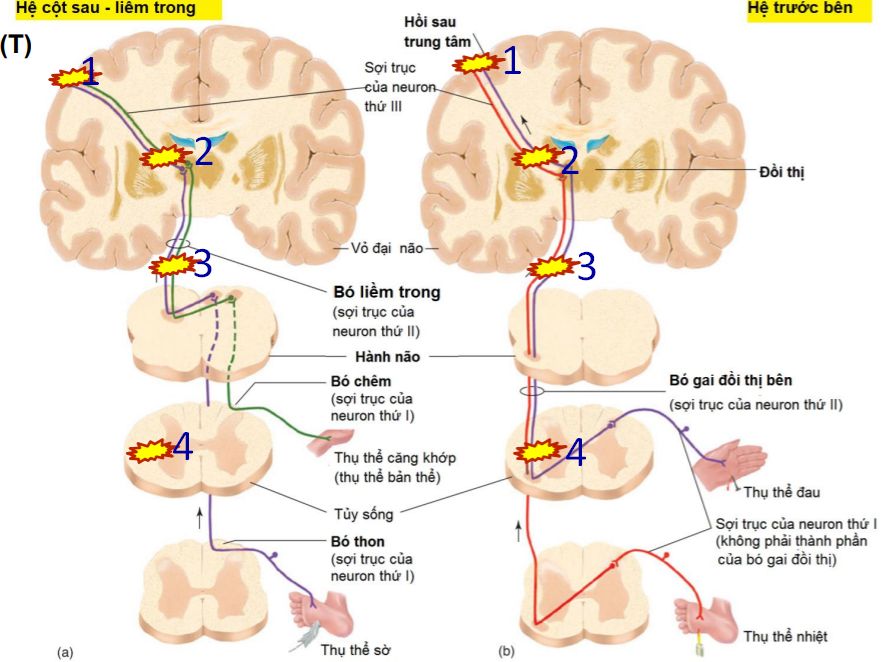 Hệ cột sau - liềm trong
Hệ trước bên
(T)
Hồi sau
trung tâm
1
1
Sợi trục
của neuron
thứ III
2
2
Đồi thị
Vỏ đại não
3
3
Bó liềm trong
(sợi trục của
neuron thứ II)
Hành não
Bó chêm
(sợi trục của
neuron thứ I)
Bó gai đồi thị bên
(sợi trục của neuron thứ II)
4
4
Thụ thể căng khớp
(thụ thể bản thể)
Thụ thể đau
Tủy sống
Sợi trục của neuron thứ I
(không phải thành phần
của bó gai đồi thị)
Bó thon
(sợi trục của
neuron thứ I)
Thụ thể sờ
Thụ thể nhiệt
(a)
(b)